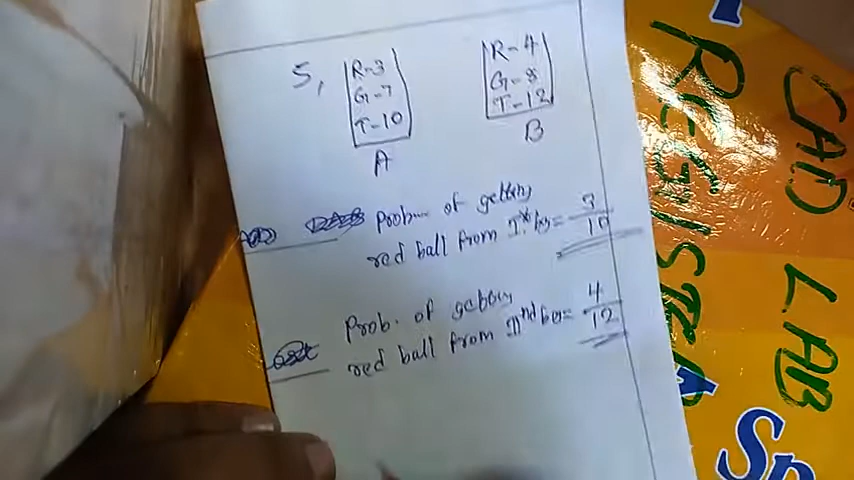 5,
R-3
G-7
T-10
A
R-4
G-8
T-12
B
Prob of getting
red ball from Ist box = 3/10
Prob. of getting
red ball from IInd box = 4/12
REGISTER
CAD LAB
Sp